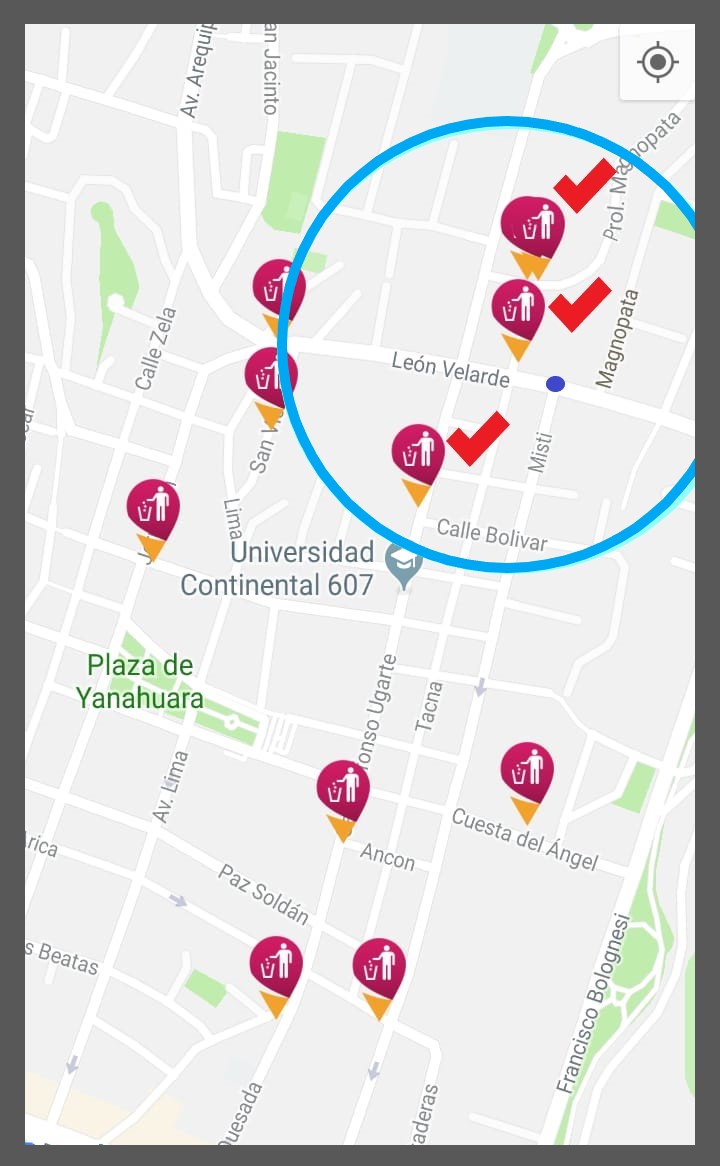 Av. Arequip
an Jacinto
Prol. Magnopata
Calle Zela
Magnopata
León Velarde
Misti
Lima
Calle Bolivar
Universidad
Continental 607
Plaza de
Yanahuara
Tacna
onso Ugarte
Av. Lima
Cuesta del Ángel
Ancon
rica
Paz Soldán
s Beatas
Francisco Bolognesi
Quesada
aderas